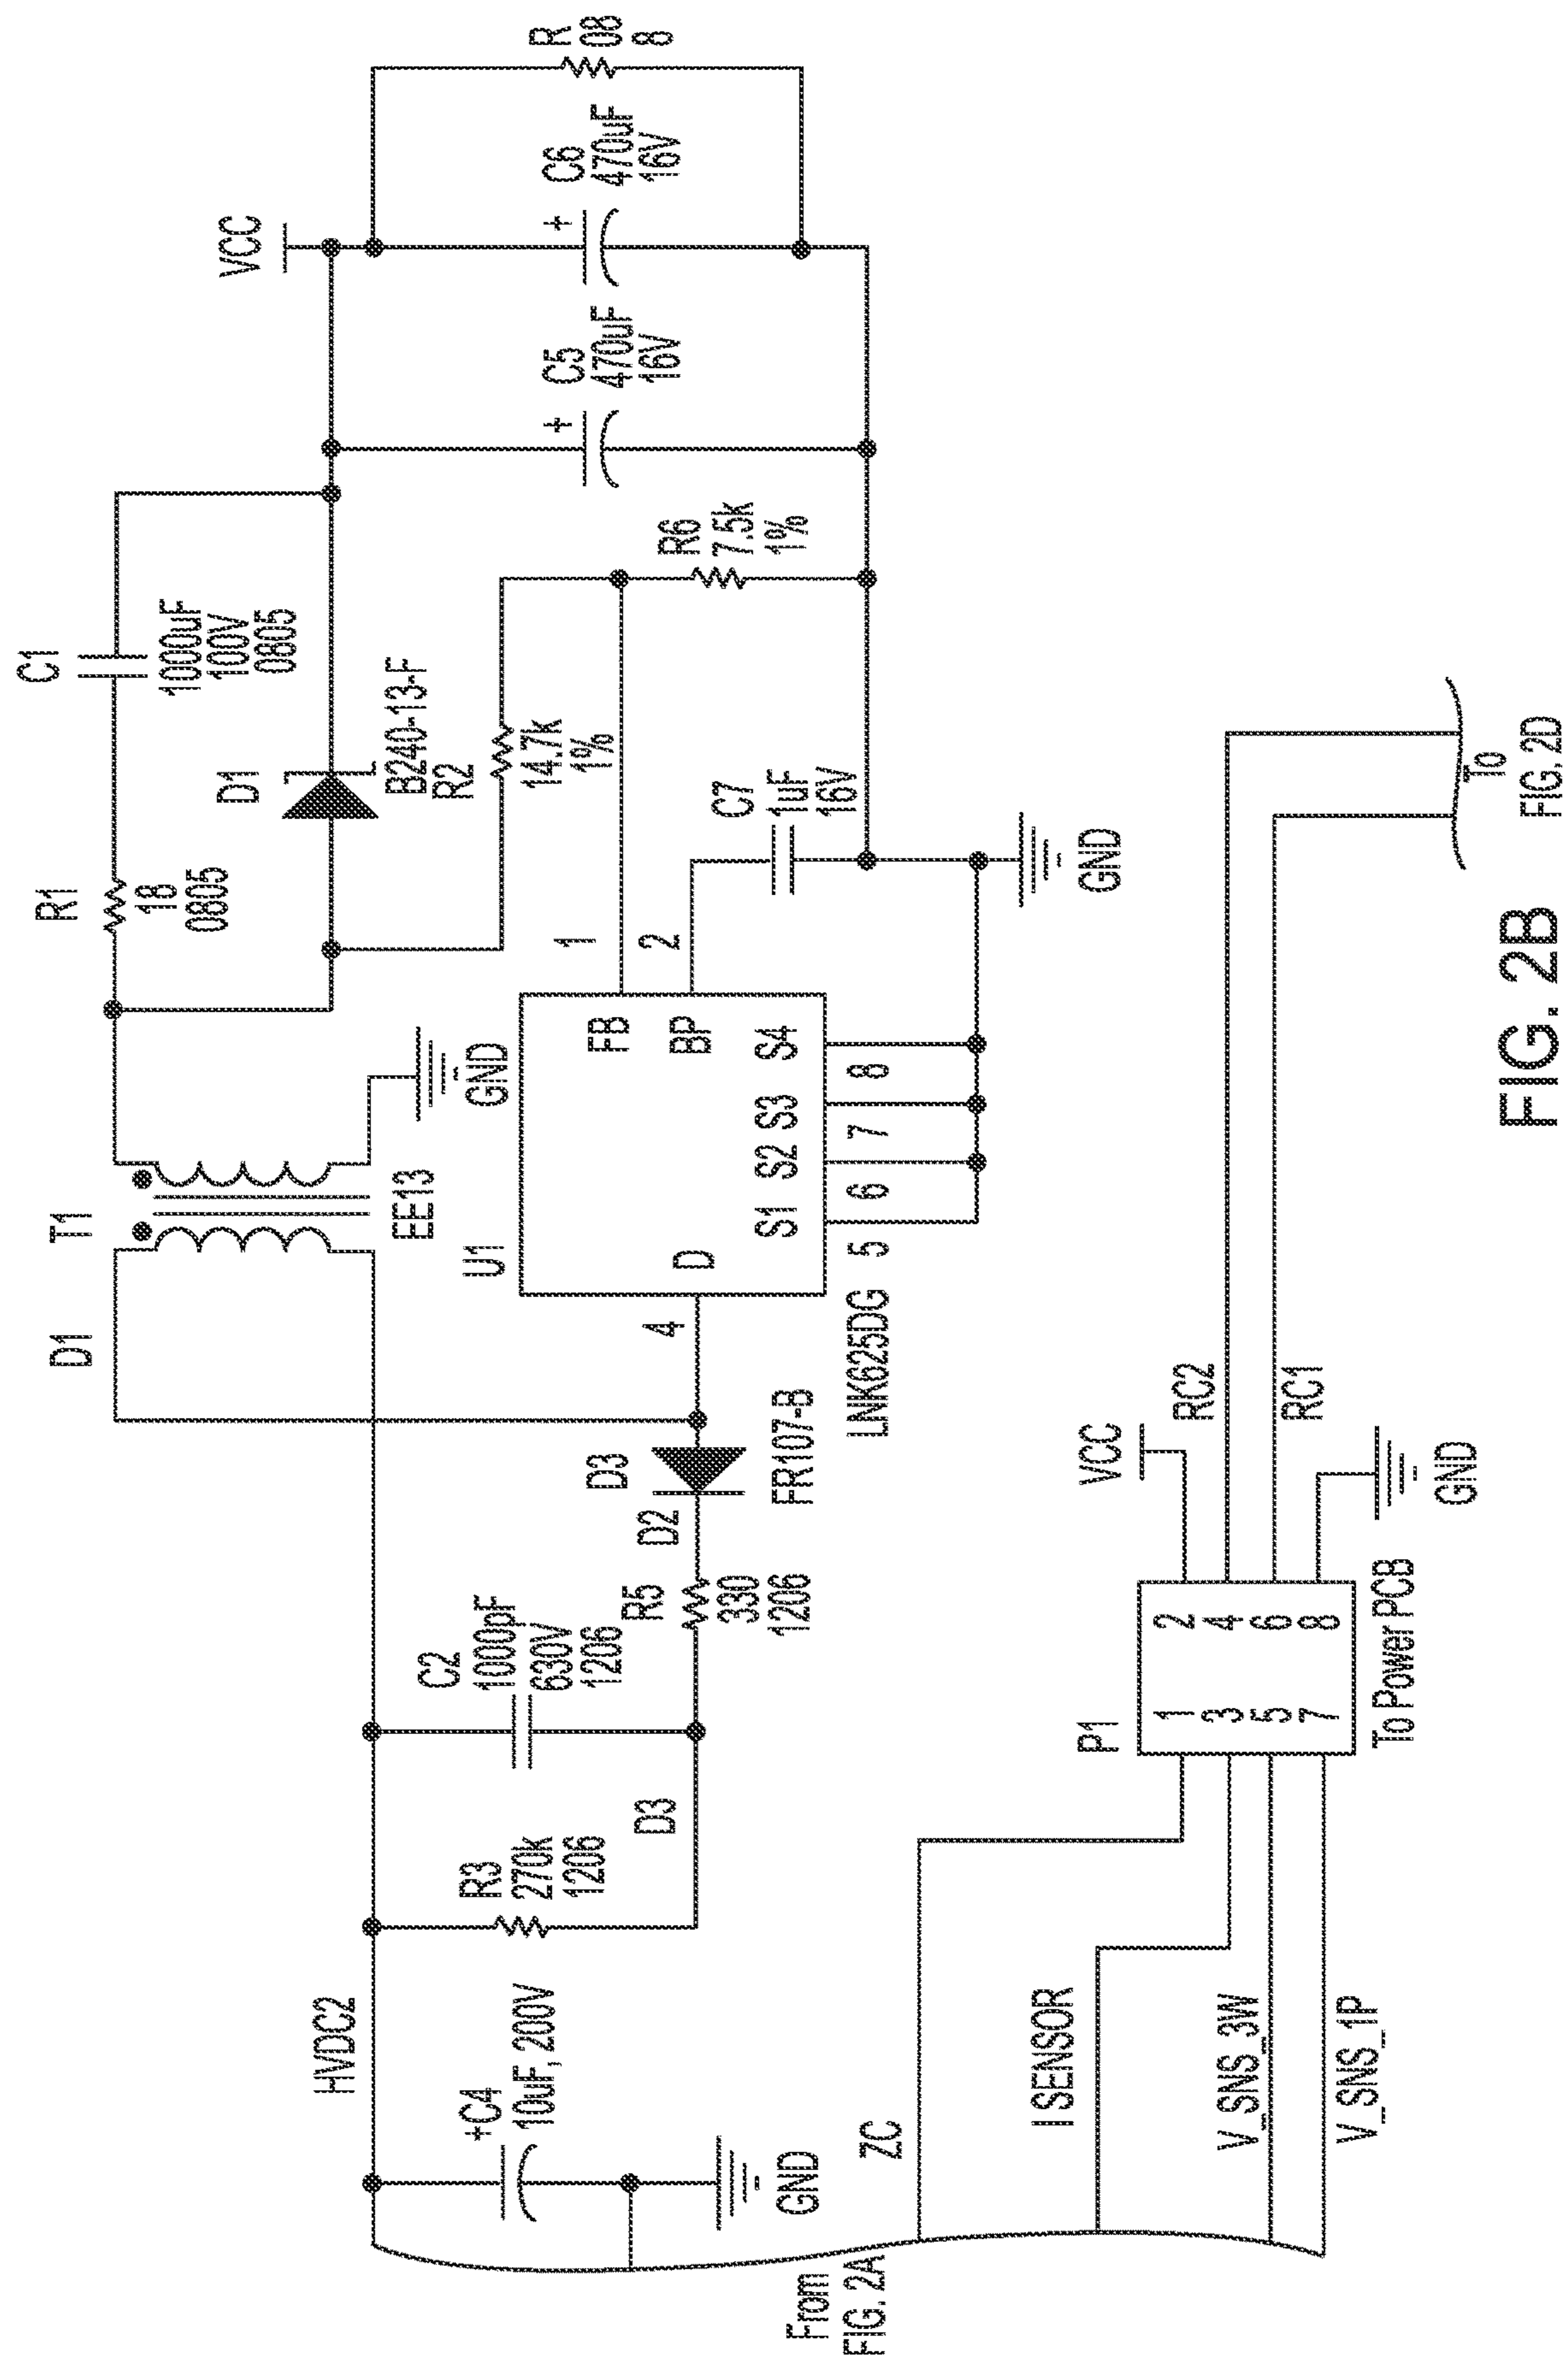 C1
1000uF
100V
0805
R1
18
0805
VCC
R
08
8
T1
D1
D1
B240-13-F
R2
14.7k
1%
C5
470uF
16V
C6
470uF
16V
EE13
GND
R6
7.5k
1%
HVDC2
+C4
10uF, 200V
GND
R3
270k
1206
D3
C2
1000pF
630V
1206
R5
330
1206
D2
D3
FR107-B
4
U1
D
FB
BP
S1
S2
S3
S4
1
2
5
6
7
8
LNK625DG
C7
1uF
16V
GND
From
FIG. 2A
ZC
I SENSOR
V_SNS_3W
V_SNS_1P
P1
1
2
3
4
5
6
7
8
To Power PCB
VCC
RC2
RC1
GND
To
FIG. 2D
FIG. 2B
+
+